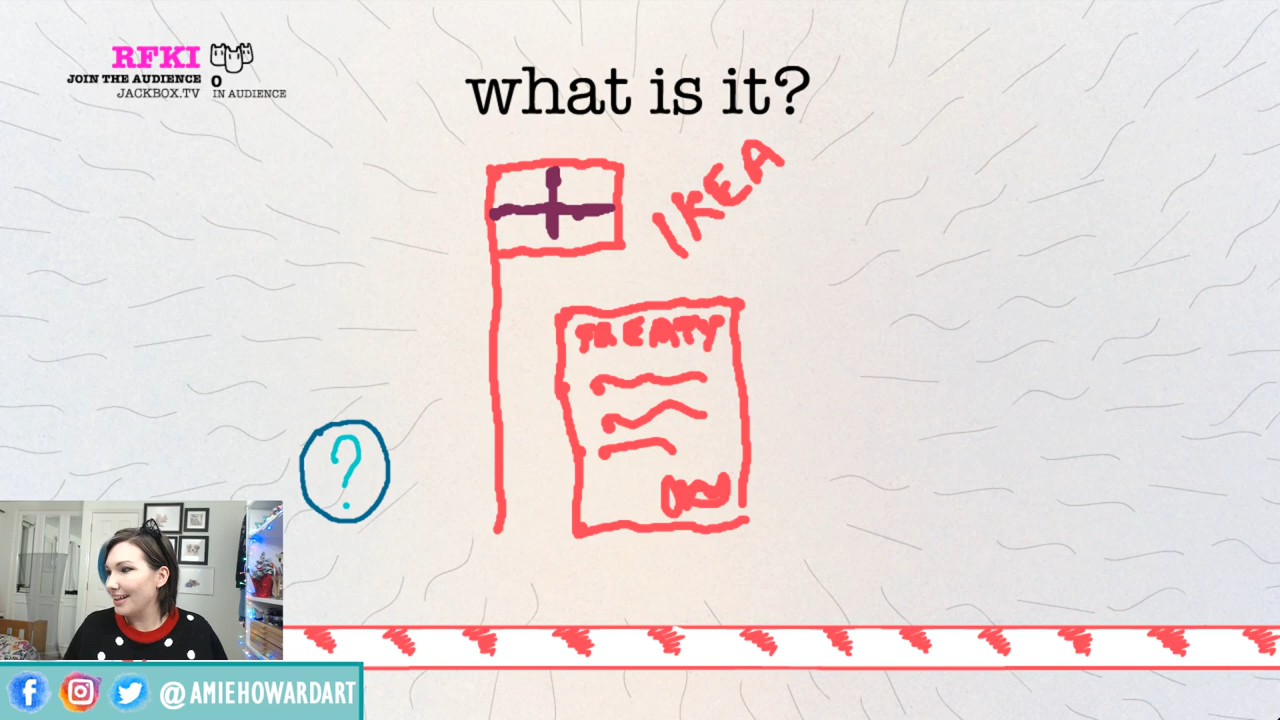 RFKI
JOIN THE AUDIENCE
JACKBOX.TV
0
IN AUDIENCE
what is it?
IKEA
TREATY
?
@AMIEHOWARDART